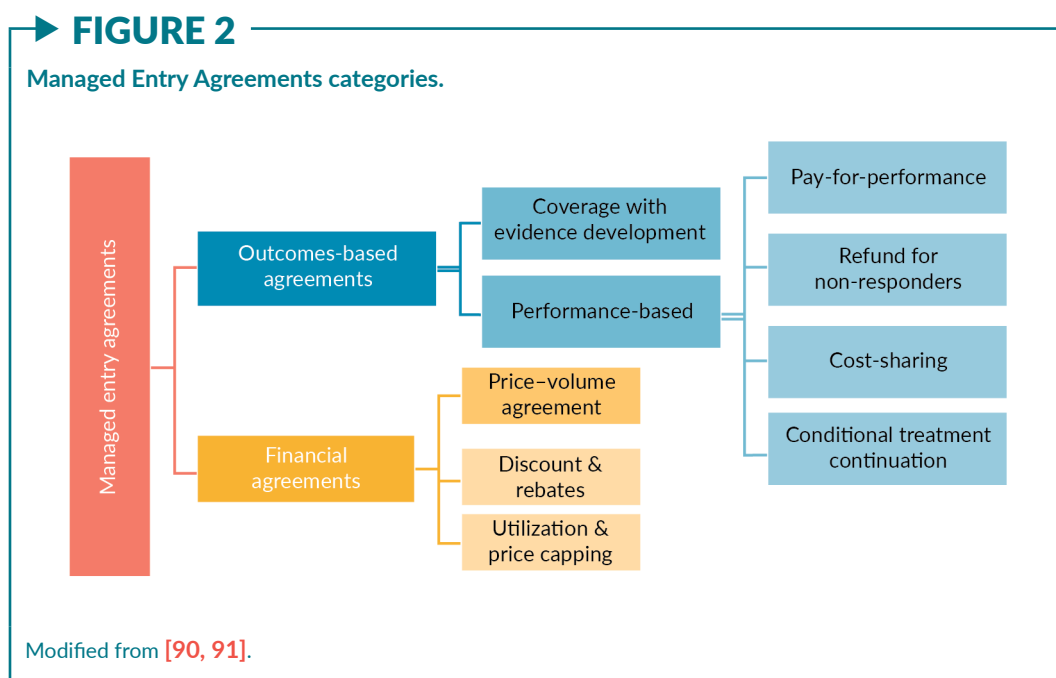 FIGURE 2
Managed Entry Agreements categories.
Managed entry agreements
Outcomes-based
agreements
Coverage with
evidence development
Performance-based
Pay-for-performance
Refund for
non-responders
Cost-sharing
Conditional treatment
continuation
Financial
agreements
Price–volume
agreement
Discount &
rebates
Utilization &
price capping
Modified from [90, 91].